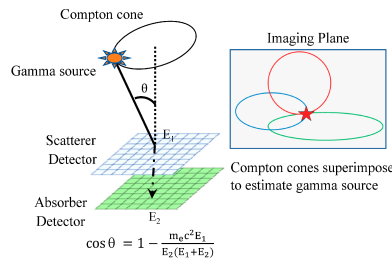 Compton cone
Gamma source
θ
E₁
Scatterer
Detector
Absorber
Detector
E₂
cos θ = 1 − mₑc²E₁ / E₂(E₁+E₂)
Imaging Plane
Compton cones superimpose
to estimate gamma source